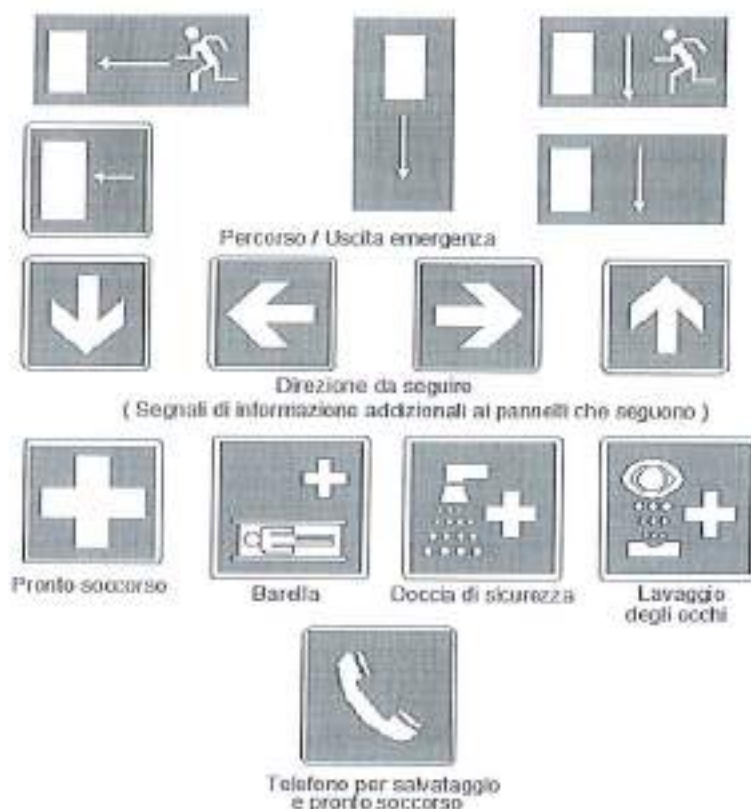 Percorso / Uscita emergenza
Direzione da seguire
( Segnali di informazione addizionali ai pannelli che seguono )
Pronto soccorso
Barella
Doccia di sicurezza
Lavaggio
degli occhi
Telefono per salvataggio
e pronto soccorso